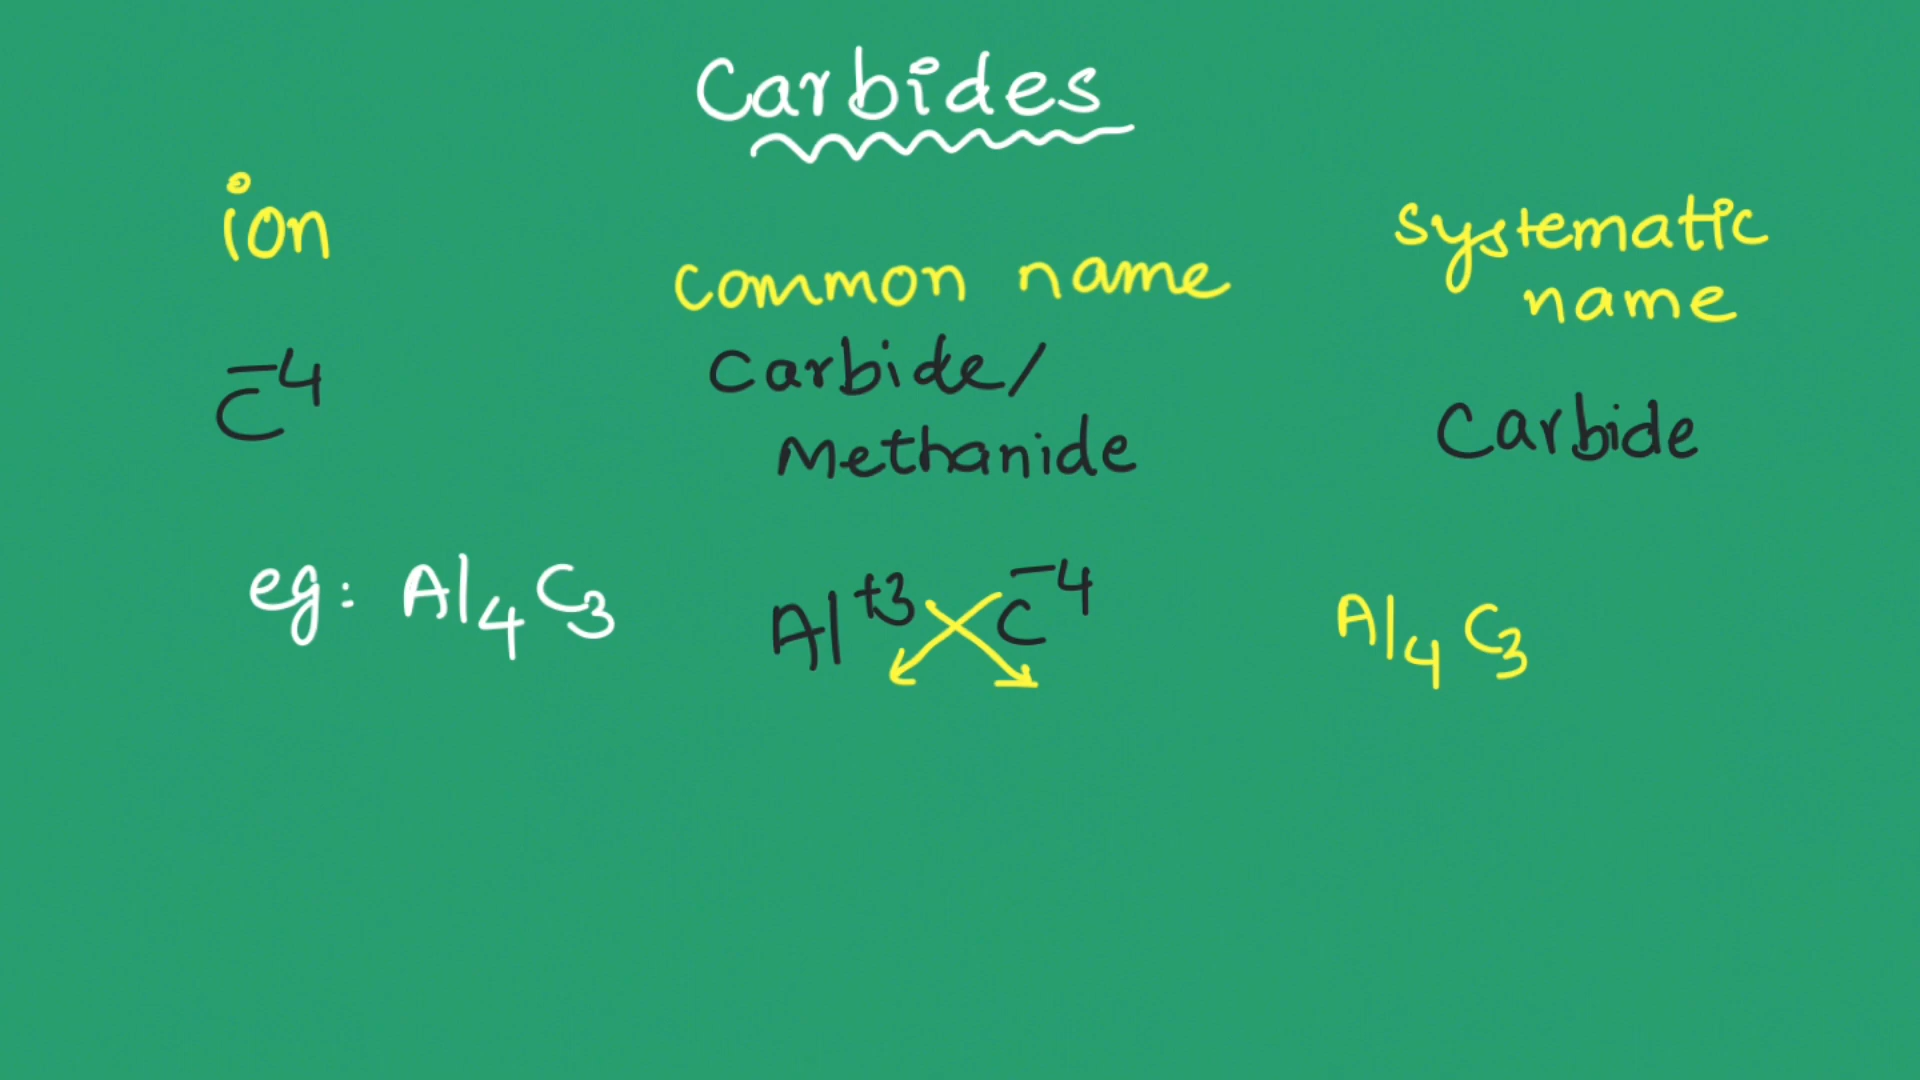 Carbides
ion common name systematic name
C⁻⁴ Carbide/ Methanide Carbide
eg: Al₄C₃ Al⁺³ C⁻⁴ Al₄C₃